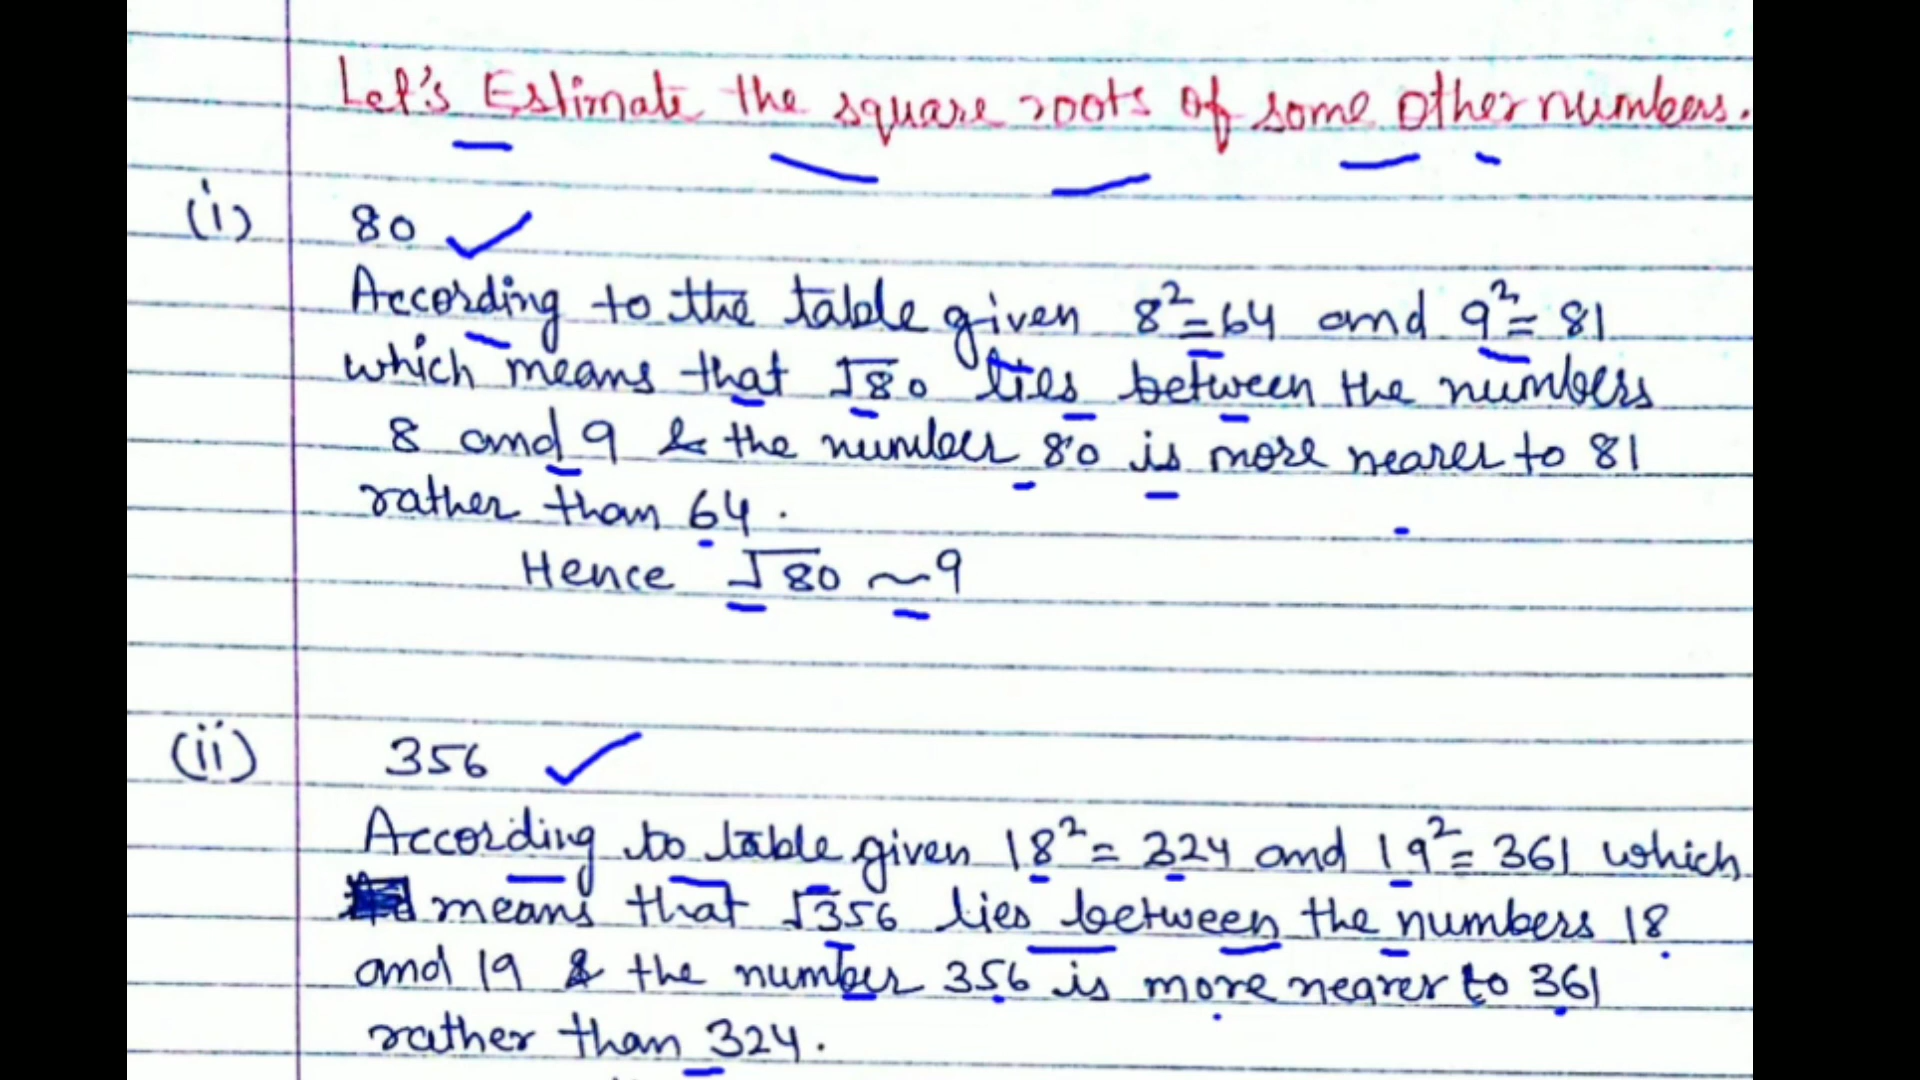 Let's Estimate the square roots of some other numbers.
(i) 80
According to the table given 8² = 64 and 9² = 81
which means that √80 lies between the numbers
8 and 9 & the number 80 is more nearer to 81
rather than 64.
Hence √80 ~ 9
(ii) 356
According to table given 18² = 324 and 19² = 361 which
means that √356 lies between the numbers 18
and 19 & the number 356 is more nearer to 361
rather than 324.